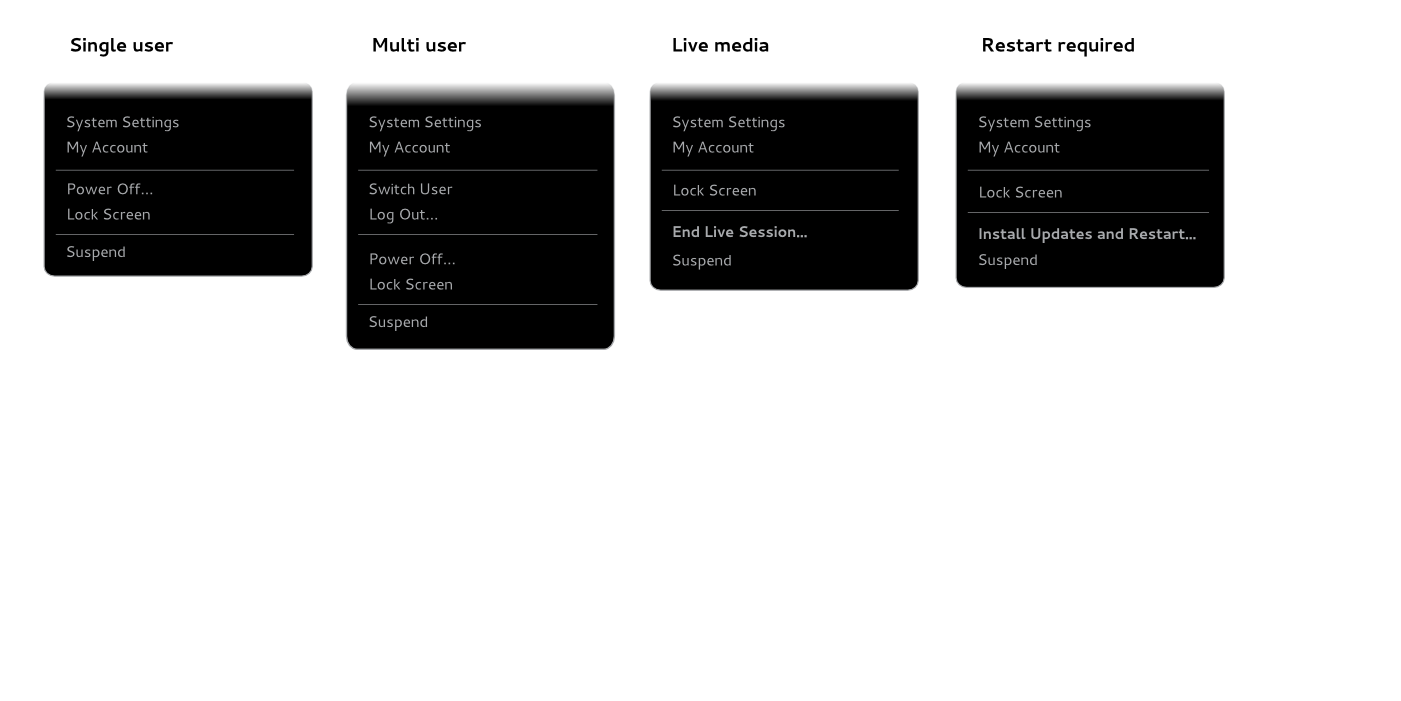 Single user
System Settings
My Account
Power Off...
Lock Screen
Suspend
Multi user
System Settings
My Account
Switch User
Log Out...
Power Off...
Lock Screen
Suspend
Live media
System Settings
My Account
Lock Screen
End Live Session...
Suspend
Restart required
System Settings
My Account
Lock Screen
Install Updates and Restart...
Suspend